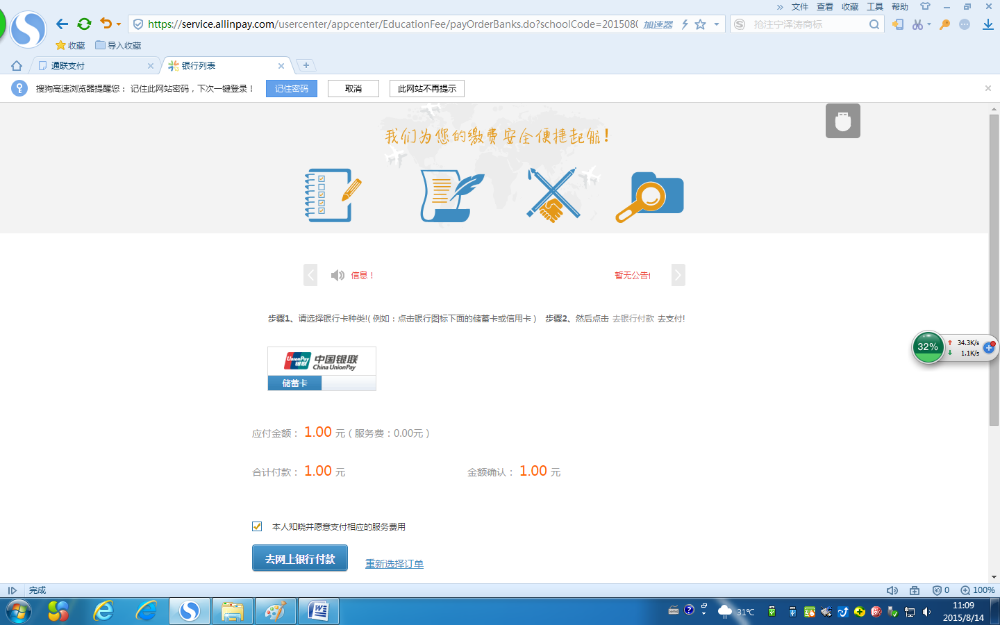 文件 查看 收藏 工具 帮助
https://service.allinpay.com/usercenter/appcenter/EducationFee/payOrderBanks.do?schoolCode=201508 加速器
抢注宁泽涛商标
收藏 导入收藏
通联支付 银行列表
搜狗高速浏览器提醒您： 记住此网站密码，下次一键登录！ 记住密码 取消 此网站不再提示
我们为您的缴费安全便捷起航！
信息！ 暂无公告
步骤1、请选择银行卡种类!( 例如：点击银行图标下面的储蓄卡或信用卡 ) 步骤2、然后点击 去银行付款 去支付!
UnionPay 银联 中国银联
China UnionPay
储蓄卡
32% 34.3K/s
1.1K/s
应付金额： 1.00 元 ( 服务费：0.00元 )
合计付款： 1.00 元 金额确认： 1.00 元
本人知晓并愿意支付相应的服务费用
去网上银行付款 重新选择订单
完成 0 100%
31℃ 11:09
2015/8/14